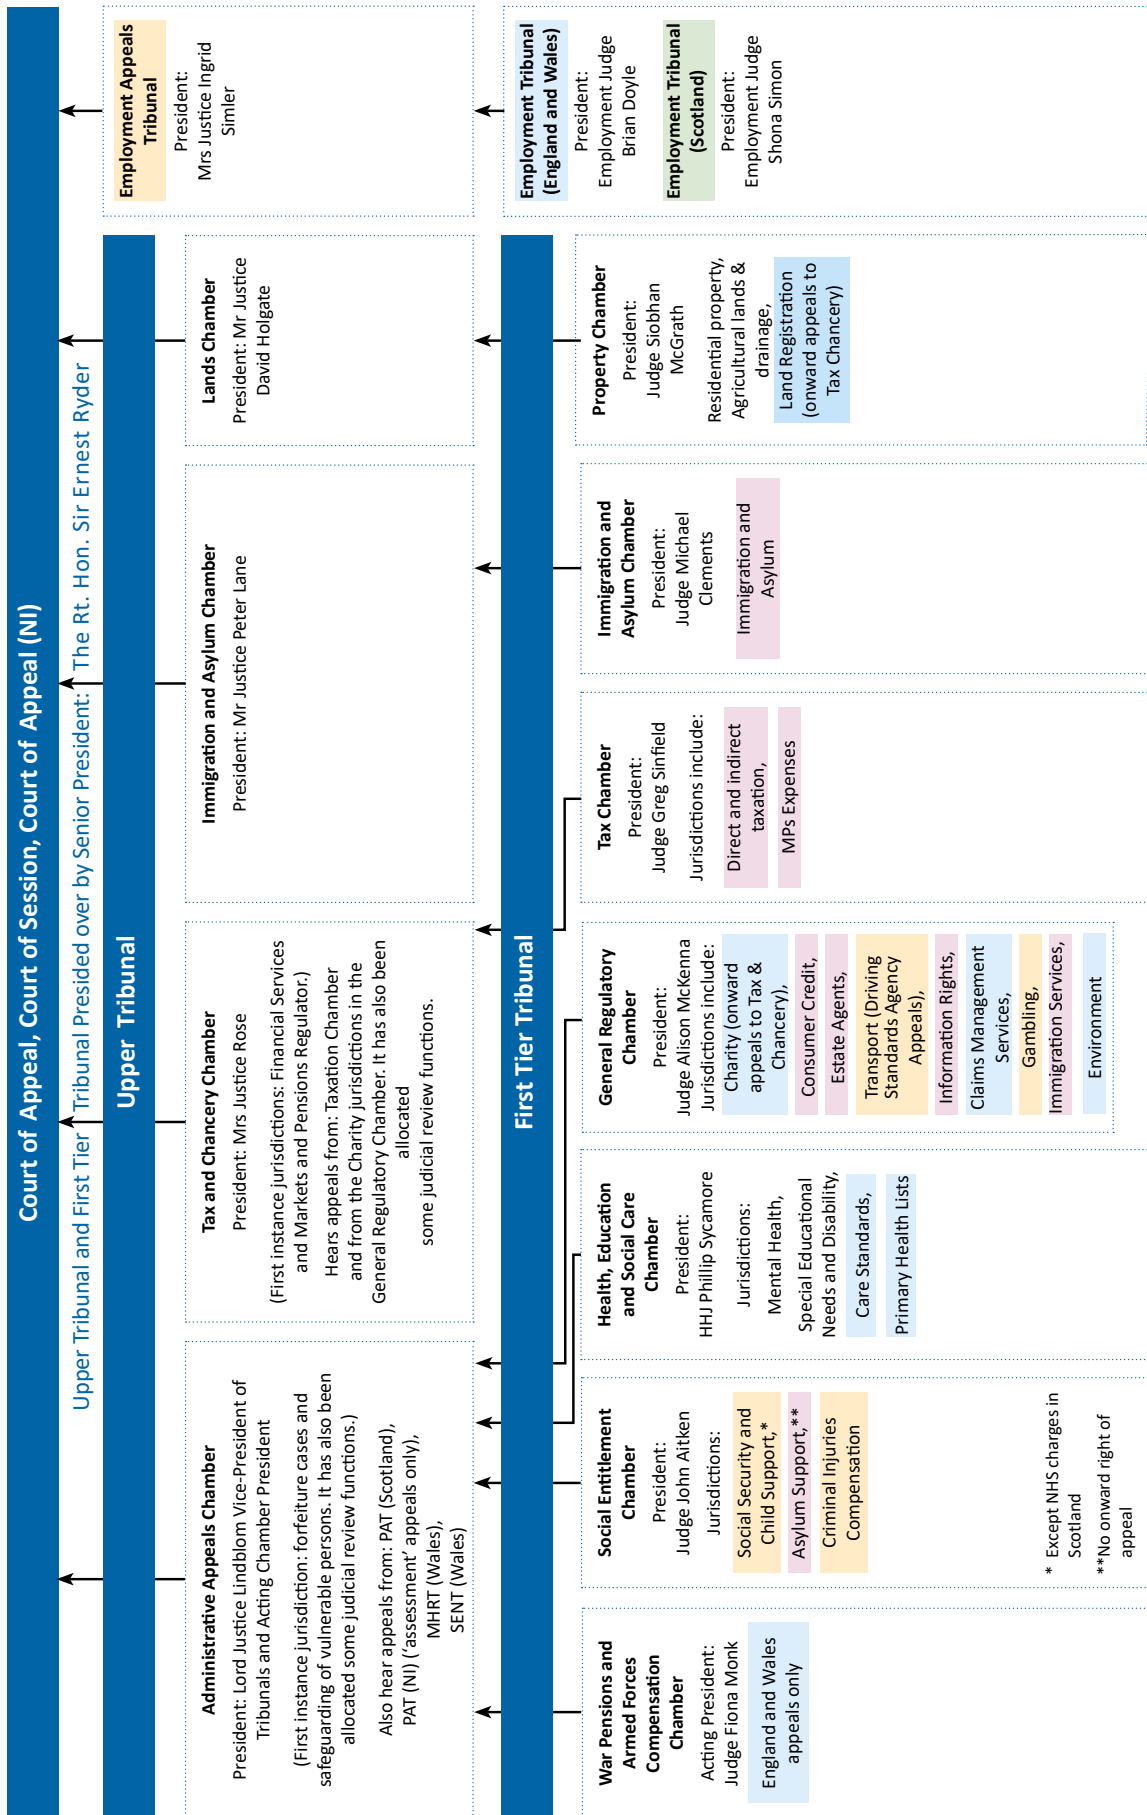 Court of Appeal, Court of Session, Court of Appeal (NI)
Upper Tribunal and First Tier Tribunal Presided over by Senior President: The Rt. Hon. Sir Ernest Ryder
Upper Tribunal
Administrative Appeals Chamber
President: Lord Justice Lindblom Vice-President of
Tribunals and Acting Chamber President
(First instance jurisdiction: forfeiture cases and
safeguarding of vulnerable persons. It has also been
allocated some judicial review functions.)
Also hear appeals from: PAT (Scotland),
PAT (NI) (‘assessment’ appeals only),
MHRT (Wales),
SENT (Wales)
Tax and Chancery Chamber
President: Mrs Justice Rose
(First instance jurisdictions: Financial Services
and Markets and Pensions Regulator.)
Hears appeals from: Taxation Chamber
and from the Charity jurisdictions in the
General Regulatory Chamber. It has also been
allocated
some judicial review functions.
Immigration and Asylum Chamber
President: Mr Justice Peter Lane
Lands Chamber
President: Mr Justice
David Holgate
Employment Appeals
Tribunal
President:
Mrs Justice Ingrid
Simler
First Tier Tribunal
War Pensions and
Armed Forces
Compensation
Chamber
Acting President:
Judge Fiona Monk
England and Wales
appeals only
Social Entitlement
Chamber
President:
Judge John Aitken
Jurisdictions:
Social Security and
Child Support,*
Asylum Support,**
Criminal Injuries
Compensation
* Except NHS charges in
Scotland
**No onward right of
appeal
Health, Education
and Social Care
Chamber
President:
HHJ Phillip Sycamore
Jurisdictions:
Mental Health,
Special Educational
Needs and Disability,
Care Standards,
Primary Health Lists
General Regulatory
Chamber
President:
Judge Alison McKenna
Jurisdictions include:
Charity (onward
appeals to Tax &
Chancery),
Consumer Credit,
Estate Agents,
Transport (Driving
Standards Agency
Appeals),
Information Rights,
Claims Management
Services,
Gambling,
Immigration Services,
Environment
Tax Chamber
President:
Judge Greg Sinfield
Jurisdictions include:
Direct and indirect
taxation,
MPs Expenses
Immigration and
Asylum Chamber
President:
Judge Michael
Clements
Immigration and
Asylum
Property Chamber
President:
Judge Siobhan
McGrath
Residential property,
Agricultural lands &
drainage,
Land Registration
(onward appeals to
Tax Chancery)
Employment Tribunal
(England and Wales)
President:
Employment Judge
Brian Doyle
Employment Tribunal
(Scotland)
President:
Employment Judge
Shona Simon